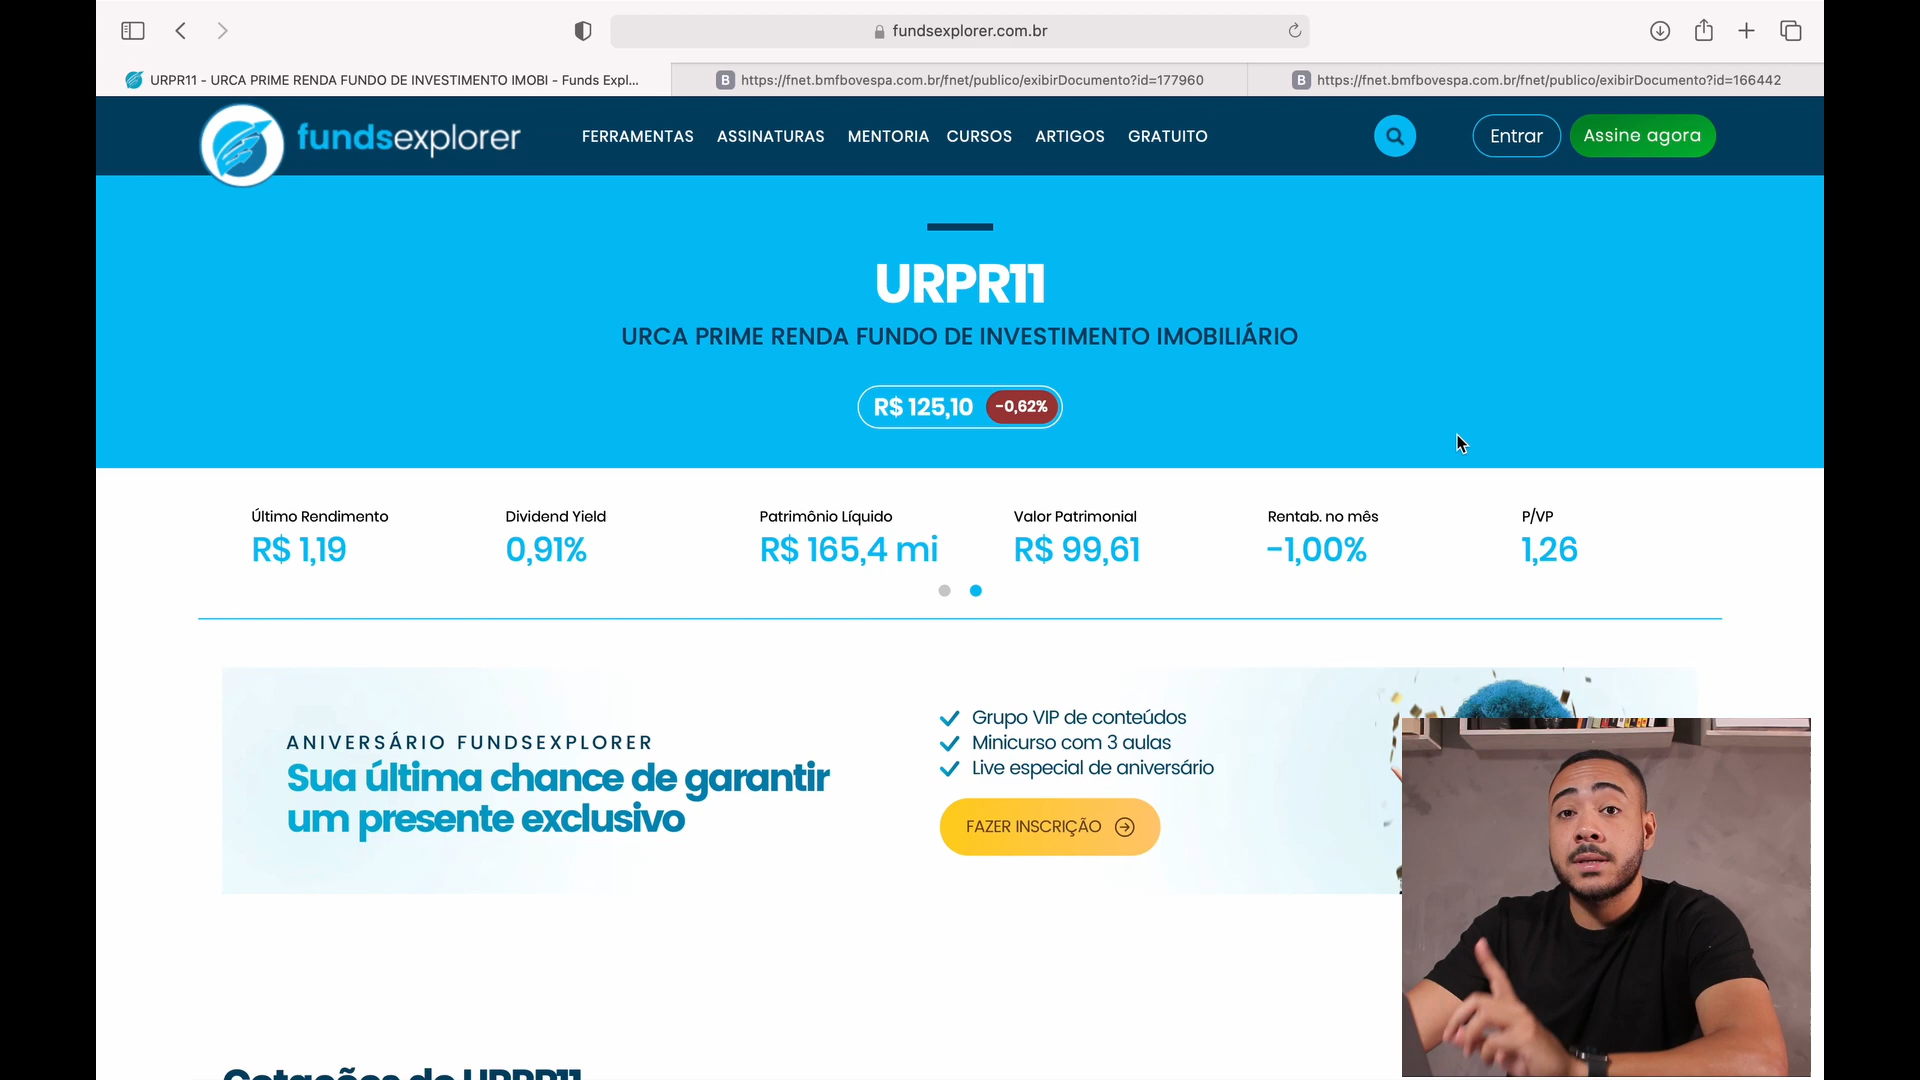 fundsexplorer.com.br
URPR11 - URCA PRIME RENDA FUNDO DE INVESTIMENTO IMOBI - Funds Expl...
B https://fnet.bmfbovespa.com.br/fnet/publico/exibirDocumento?id=177960
B https://fnet.bmfbovespa.com.br/fnet/publico/exibirDocumento?id=166442
fundsexplorer
FERRAMENTAS ASSINATURAS MENTORIA CURSOS ARTIGOS GRATUITO
Entrar
Assine agora
URPR11
URCA PRIME RENDA FUNDO DE INVESTIMENTO IMOBILIÁRIO
R$ 125,10 -0,62%
Último Rendimento
R$ 1,19
Dividend Yield
0,91%
Patrimônio Líquido
R$ 165,4 mi
Valor Patrimonial
R$ 99,61
Rentab. no mês
-1,00%
P/VP
1,26
ANIVERSÁRIO FUNDSEXPLORER
Sua última chance de garantir
um presente exclusivo
Grupo VIP de conteúdos
Minicurso com 3 aulas
Live especial de aniversário
FAZER INSCRIÇÃO
Cotações do URPR11